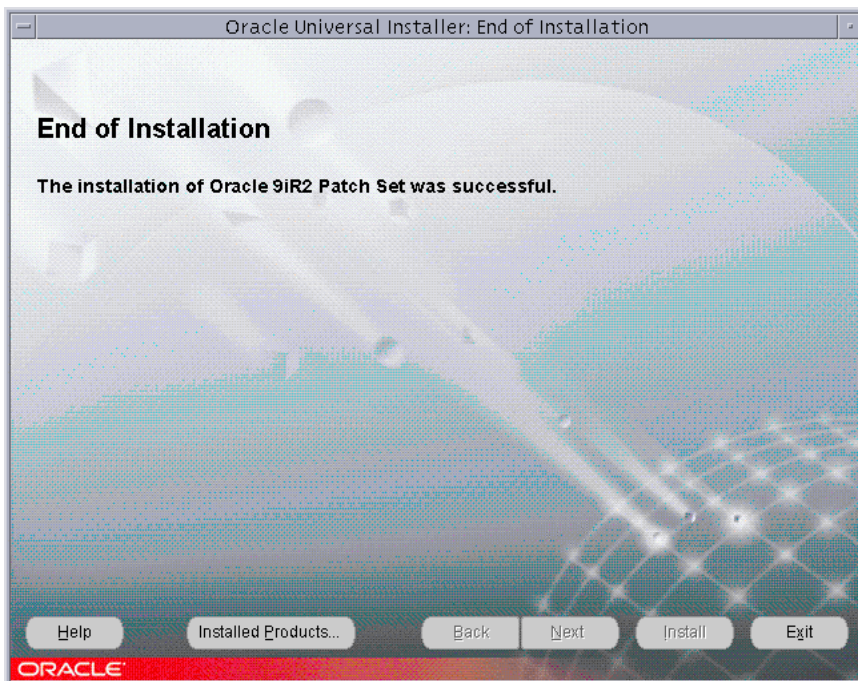 Oracle Universal Installer: End of Installation
End of Installation
The installation of Oracle 9iR2 Patch Set was successful.
Help
Installed Products...
Back
Next
Install
Exit
ORACLE